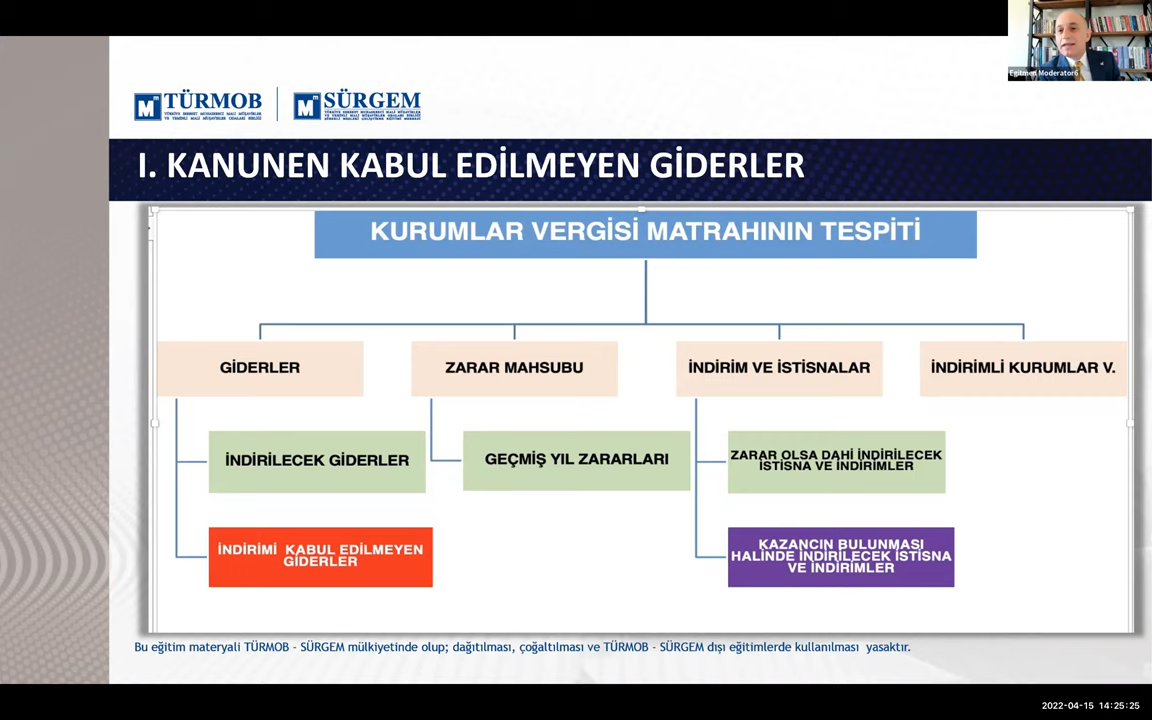 Egitmen Moderator6
TÜRMOB
SÜRGEM
I. KANUNEN KABUL EDİLMEYEN GİDERLER
KURUMLAR VERGİSİ MATRAHININ TESPİTİ
GİDERLER
ZARAR MAHSUBU
İNDİRİM VE İSTİSNALAR
İNDİRİMLİ KURUMLAR V.
İNDİRİLECEK GİDERLER
GEÇMİŞ YIL ZARARLARI
ZARAR OLSA DAHİ İNDİRİLECEK
İSTİSNA VE İNDİRİMLER
İNDİRİMİ KABUL EDİLMEYEN
GİDERLER
KAZANCIN BULUNMASI
HALİNDE İNDİRİLECEK İSTİSNA
VE İNDİRİMLER
Bu eğitim materyali TÜRMOB - SÜRGEM mülkiyetinde olup; dağıtılması, çoğaltılması ve TÜRMOB - SÜRGEM dışı eğitimlerde kullanılması yasaktır.
2022-04-15 14:25:25